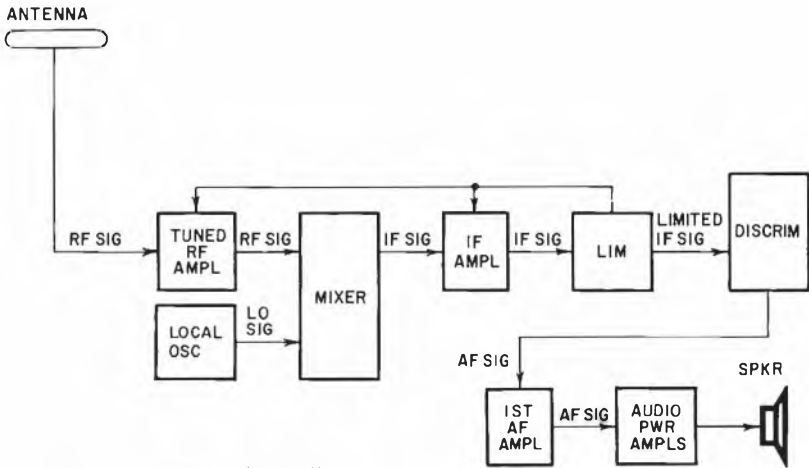 ANTENNA
RF SIG
TUNED
RF
AMPL
RF SIG
LOCAL
OSC
LO
SIG
MIXER
IF SIG
IF
AMPL
IF SIG
LIM
LIMITED
IF SIG
DISCRIM
AF SIG
1ST
AF
AMPL
AF SIG
AUDIO
PWR
AMPLS
SPKR